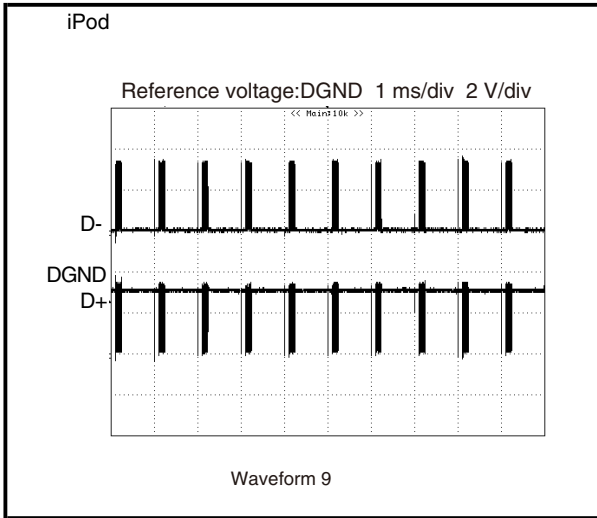 iPod
Reference voltage:DGND 1 ms/div 2 V/div
<< Main:10k >>
D-
DGND
D+
Waveform 9